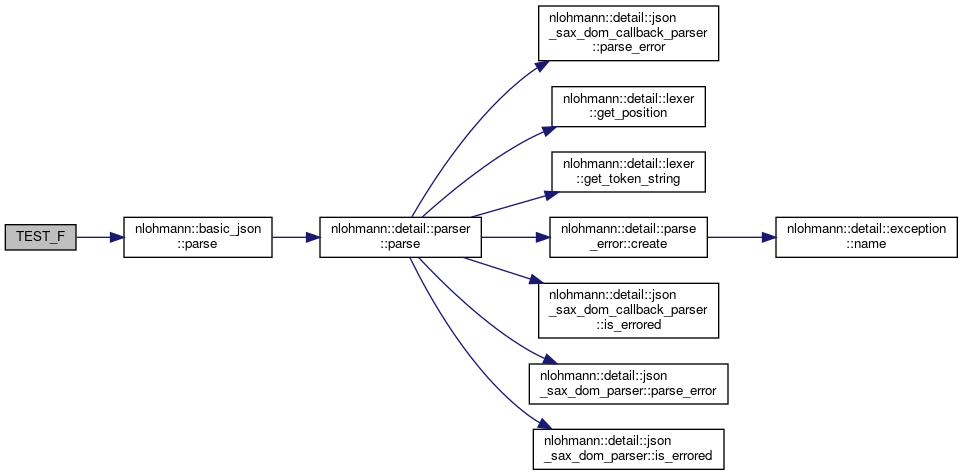 TEST_F
nlohmann::basic_json
::parse
nlohmann::detail::parser
::parse
nlohmann::detail::json
_sax_dom_callback_parser
::parse_error
nlohmann::detail::lexer
::get_position
nlohmann::detail::lexer
::get_token_string
nlohmann::detail::parse
_error::create
nlohmann::detail::exception
::name
nlohmann::detail::json
_sax_dom_callback_parser
::is_errored
nlohmann::detail::json
_sax_dom_parser::parse_error
nlohmann::detail::json
_sax_dom_parser::is_errored